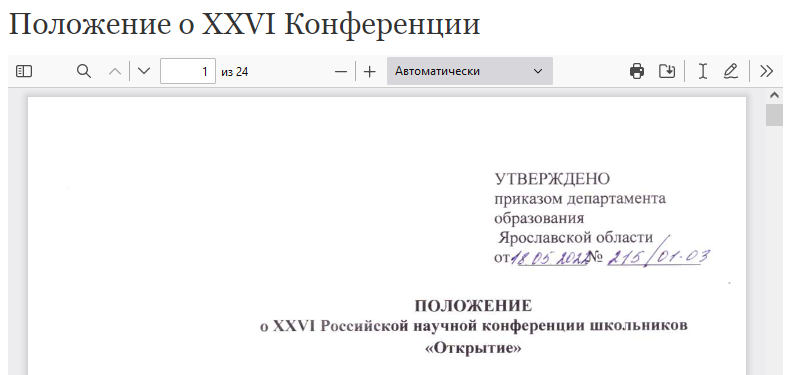 Положение о XXVI Конференции
1 из 24 Автоматически
УТВЕРЖДЕНО
приказом департамента
образования
Ярославской области
от 18.05 2022 № 215/01-03
ПОЛОЖЕНИЕ
о XXVI Российской научной конференции школьников
«Открытие»